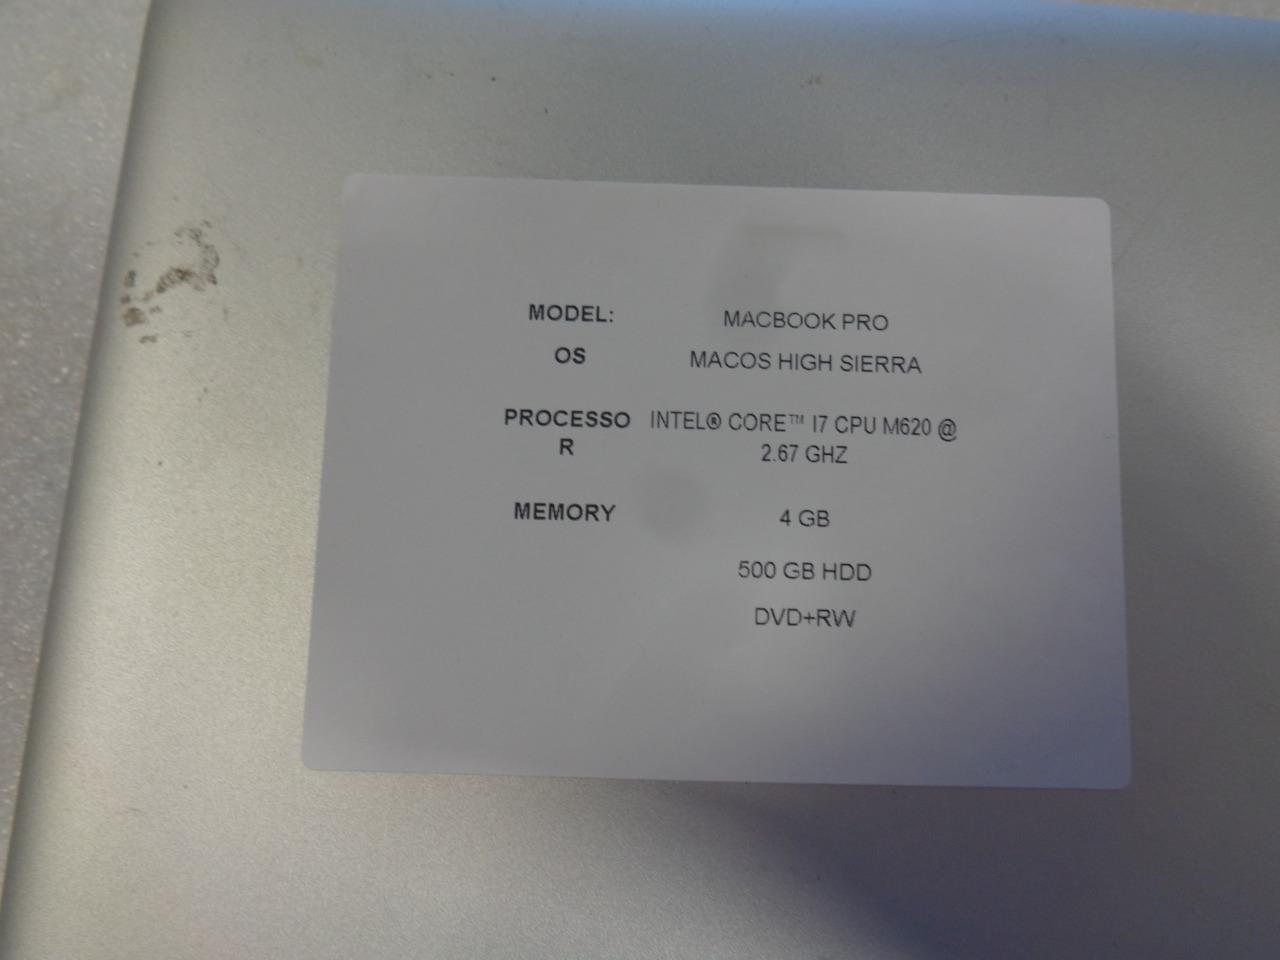 MODEL: MACBOOK PRO
OS MACOS HIGH SIERRA
PROCESSO INTEL® CORE™ I7 CPU M620 @
R 2.67 GHZ
MEMORY 4 GB
500 GB HDD
DVD+RW